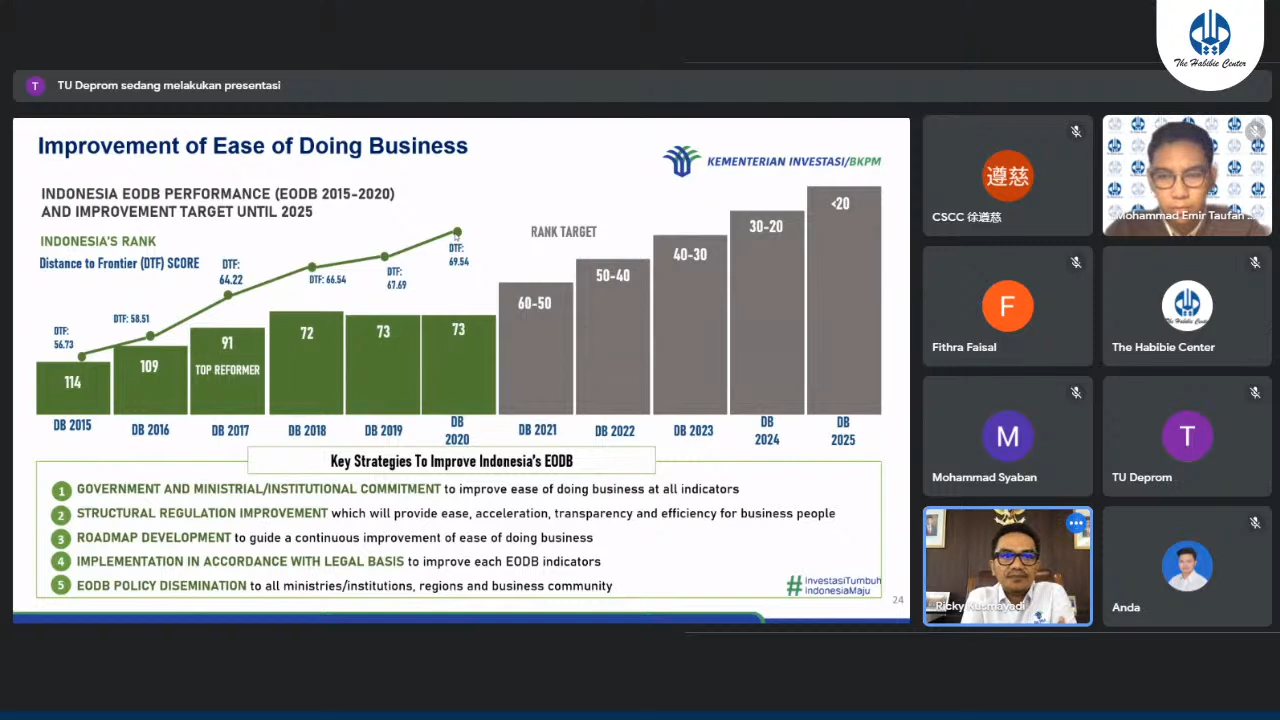 The Habibie Center
T
TU Deprom sedang melakukan presentasi
Improvement of Ease of Doing Business
KEMENTERIAN INVESTASI/BKPM
INDONESIA EODB PERFORMANCE (EODB 2015-2020)
AND IMPROVEMENT TARGET UNTIL 2025
INDONESIA'S RANK
Distance to Frontier (DTF) SCORE
RANK TARGET
DTF:
56.73
DTF: 58.51
DTF:
64.22
DTF: 66.54
DTF:
67.69
DTF:
69.54
114
109
91
TOP REFORMER
72
73
73
60-50
50-40
40-30
30-20
<20
DB 2015
DB 2016
DB 2017
DB 2018
DB 2019
DB
2020
DB 2021
DB 2022
DB 2023
DB
2024
DB
2025
Key Strategies To Improve Indonesia's EODB
1 GOVERNMENT AND MINISTRIAL/INSTITUTIONAL COMMITMENT to improve ease of doing business at all indicators
2 STRUCTURAL REGULATION IMPROVEMENT which will provide ease, acceleration, transparency and efficiency for business people
3 ROADMAP DEVELOPMENT to guide a continuous improvement of ease of doing business
4 IMPLEMENTATION IN ACCORDANCE WITH LEGAL BASIS to improve each EODB indicators
5 EODB POLICY DISEMINATION to all ministries/institutions, regions and business community
#InvestasiTumbuh
IndonesiaMaju
24
遵慈
CSCC 徐遵慈
Mohammad Emir Taufan ...
F
Fithra Faisal
The Habibie Center
The Habibie Center
M
Mohammad Syaban
T
TU Deprom
Ricky Kusmayadi
Anda